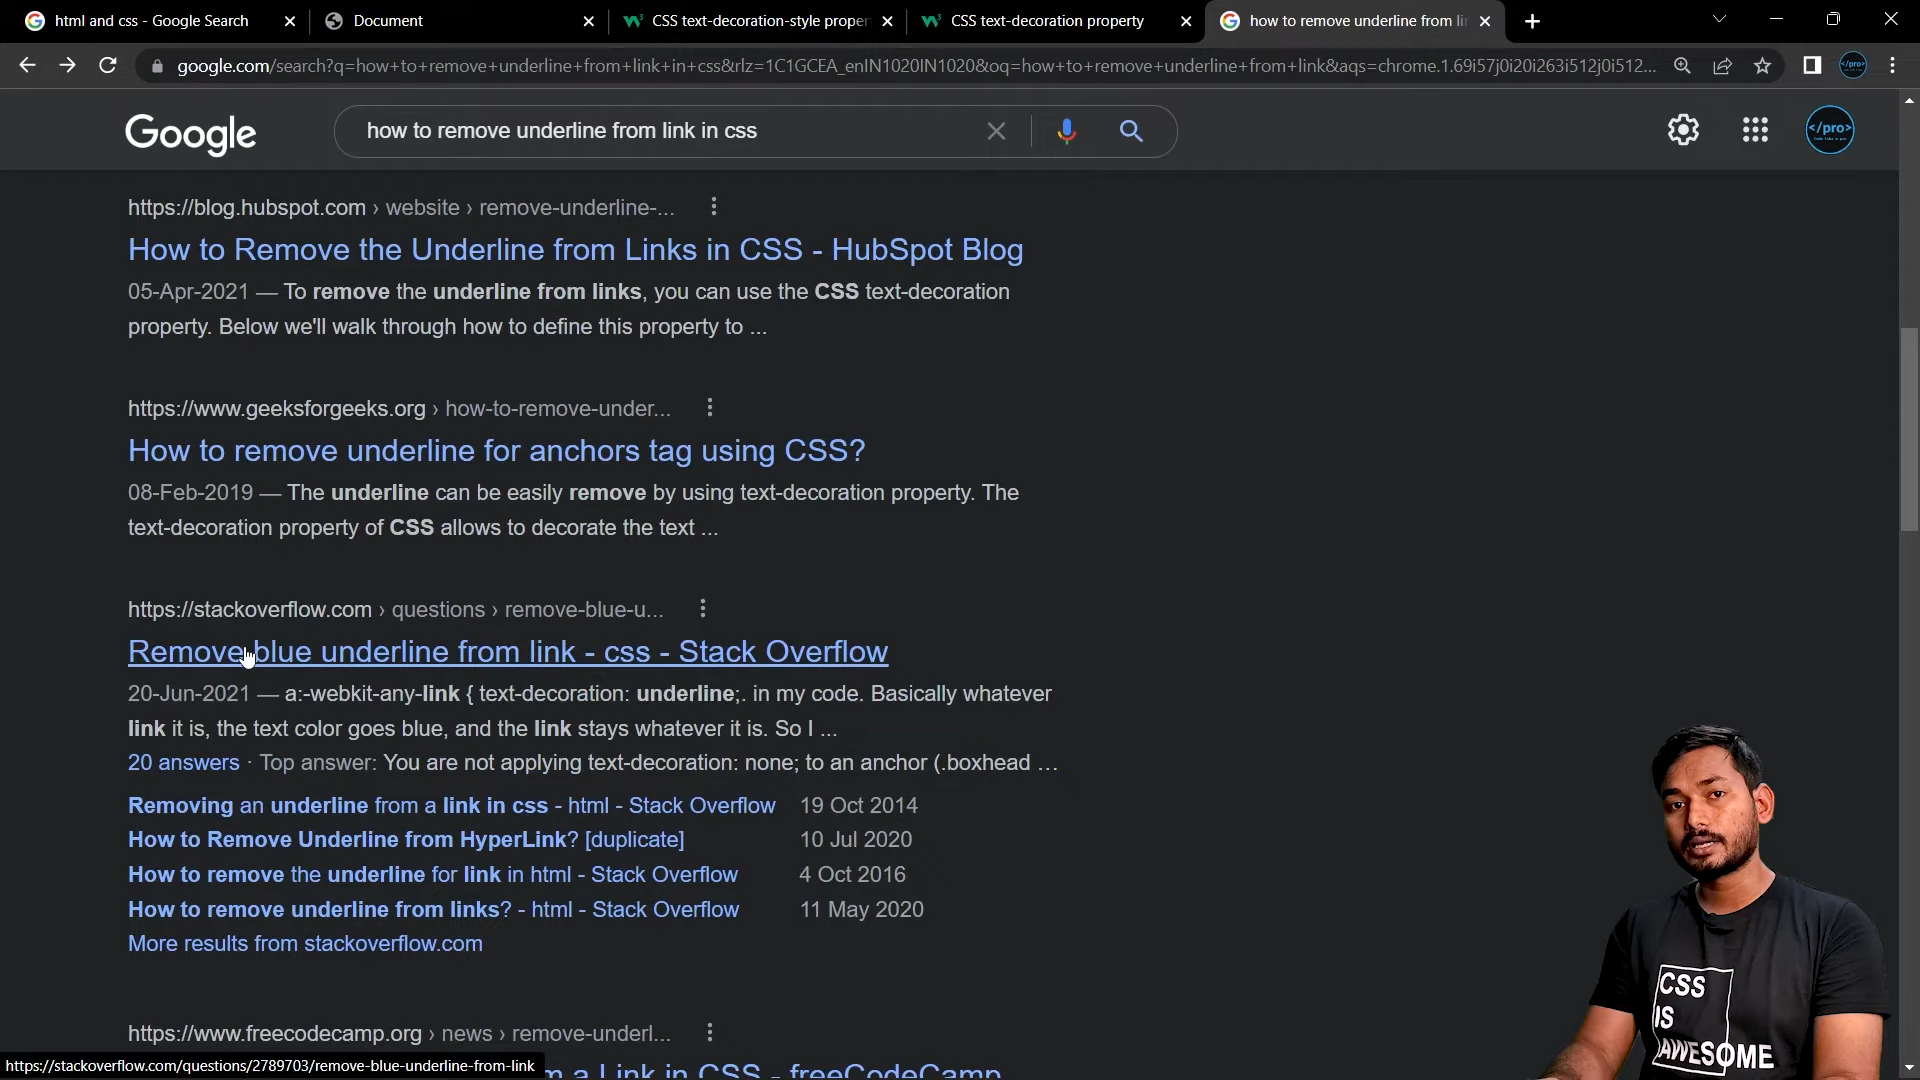 html and css - Google Search
Document
CSS text-decoration-style proper
CSS text-decoration property
how to remove underline from li
google.com/search?q=how+to+remove+underline+from+link+in+css&rlz=1C1GCEA_enIN1020IN1020&oq=how+to+remove+underline+from+link&aqs=chrome.1.69i57j0i20i263i512j0i512...
</pro>
Google
how to remove underline from link in css
</pro>
https://blog.hubspot.com › website › remove-underline-...
How to Remove the Underline from Links in CSS - HubSpot Blog
05-Apr-2021 — To remove the underline from links, you can use the CSS text-decoration
property. Below we'll walk through how to define this property to ...
https://www.geeksforgeeks.org › how-to-remove-under...
How to remove underline for anchors tag using CSS?
08-Feb-2019 — The underline can be easily remove by using text-decoration property. The
text-decoration property of CSS allows to decorate the text ...
https://stackoverflow.com › questions › remove-blue-u...
Remove blue underline from link - css - Stack Overflow
20-Jun-2021 — a:-webkit-any-link { text-decoration: underline;. in my code. Basically whatever
link it is, the text color goes blue, and the link stays whatever it is. So I ...
20 answers · Top answer: You are not applying text-decoration: none; to an anchor (.boxhead ...
Removing an underline from a link in css - html - Stack Overflow 19 Oct 2014
How to Remove Underline from HyperLink? [duplicate] 10 Jul 2020
How to remove the underline for link in html - Stack Overflow 4 Oct 2016
How to remove underline from links? - html - Stack Overflow 11 May 2020
More results from stackoverflow.com
https://www.freecodecamp.org › news › remove-underl...
https://stackoverflow.com/questions/2789703/remove-blue-underline-from-link
m a Link in CSS - freeCodeCamp
CSS
IS
AWESOME